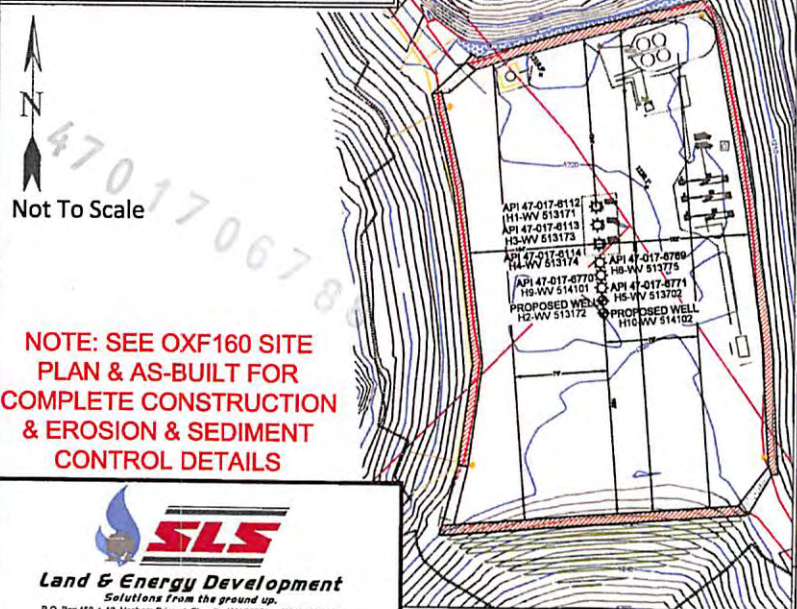 N
Not To Scale
4701706788
NOTE: SEE OXF160 SITE
PLAN & AS-BUILT FOR
COMPLETE CONSTRUCTION
& EROSION & SEDIMENT
CONTROL DETAILS
API 47-017-6112
H1-WV 513171
API 47-017-6113
H3-WV 513173
API 47-017-6114
H4-WV 513174
API 47-017-6770
H9-WV 514101
PROPOSED WELL
H2-WV 513172
API 47-017-6769
H6-WV 513775
API 47-017-6771
H5-WV 513702
PROPOSED WELL
H10-WV 514102
1220
SLS
Land & Energy Development
Solutions from the ground up.